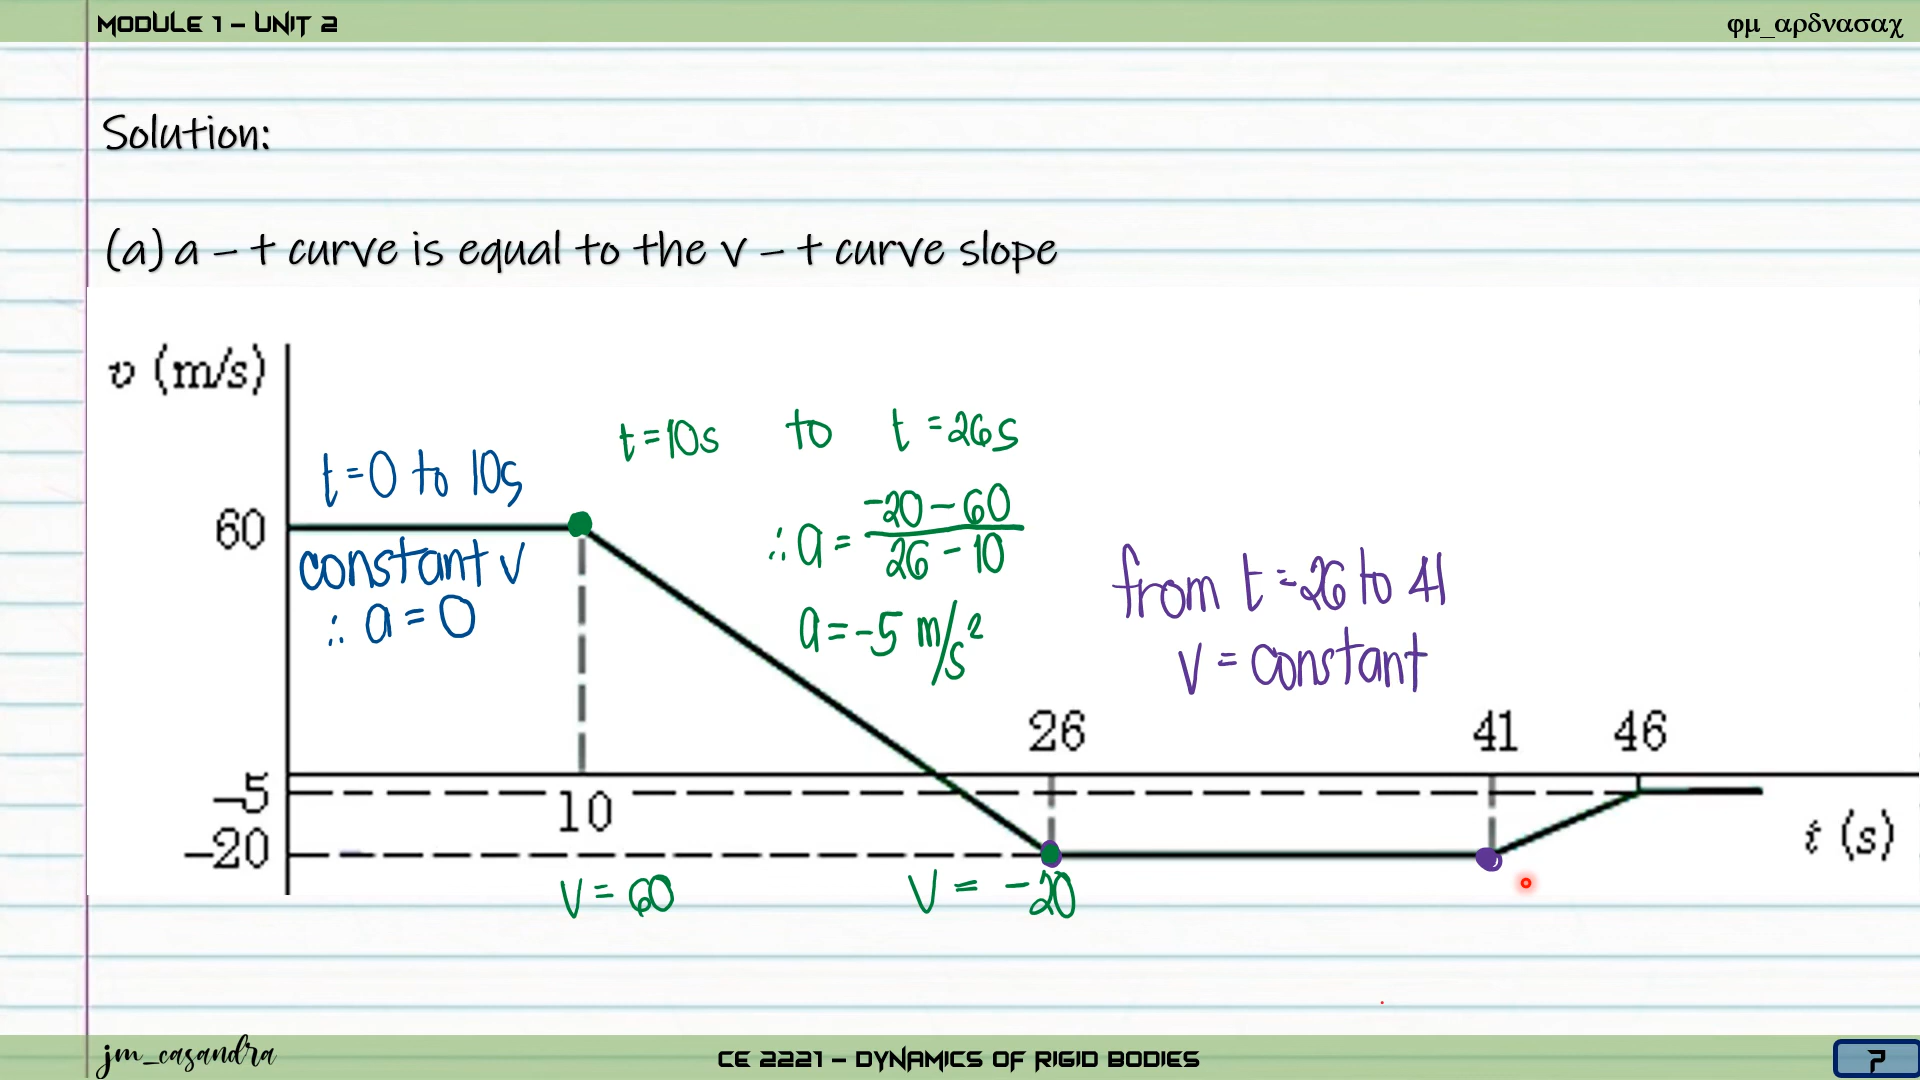 MODULE 1 – UNIT 2
φμ_αρδνασαχ
Solution:
(a) a – t curve is equal to the v – t curve slope
v (m/s)
t=10s to t=26s
t=0 to 10s
60
∴ a = -20-60
26-10
constant v
∴ a = 0
a=-5 m/s²
from t=26 to 41
v = constant
26
41
46
–5
10
–20
t (s)
v = 60
v = -20
jm_casandra
CE 2221 – DYNAMICS OF RIGID BODIES
7